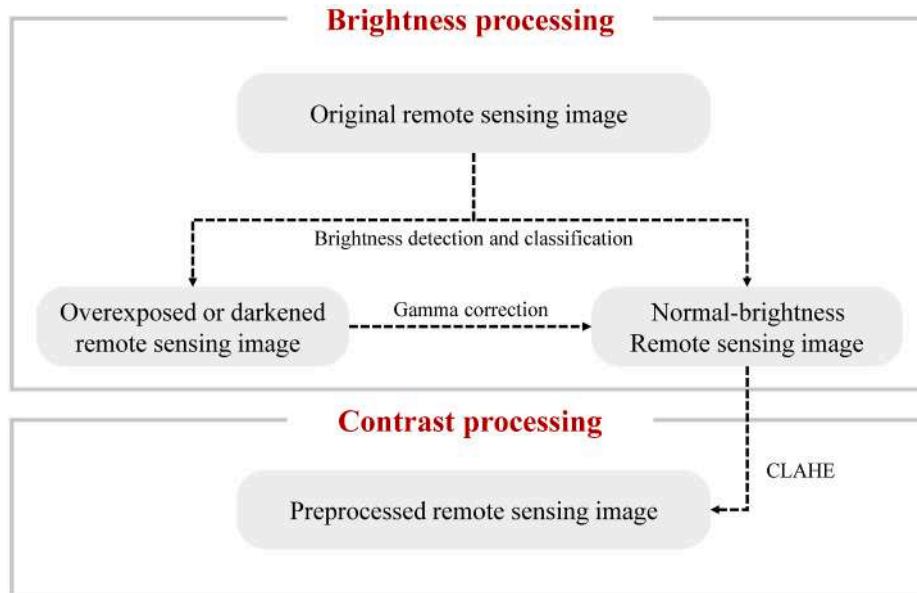 Brightness processing
Original remote sensing image
Brightness detection and classification
Overexposed or darkened
remote sensing image
Gamma correction
Normal-brightness
Remote sensing image
Contrast processing
CLAHE
Preprocessed remote sensing image